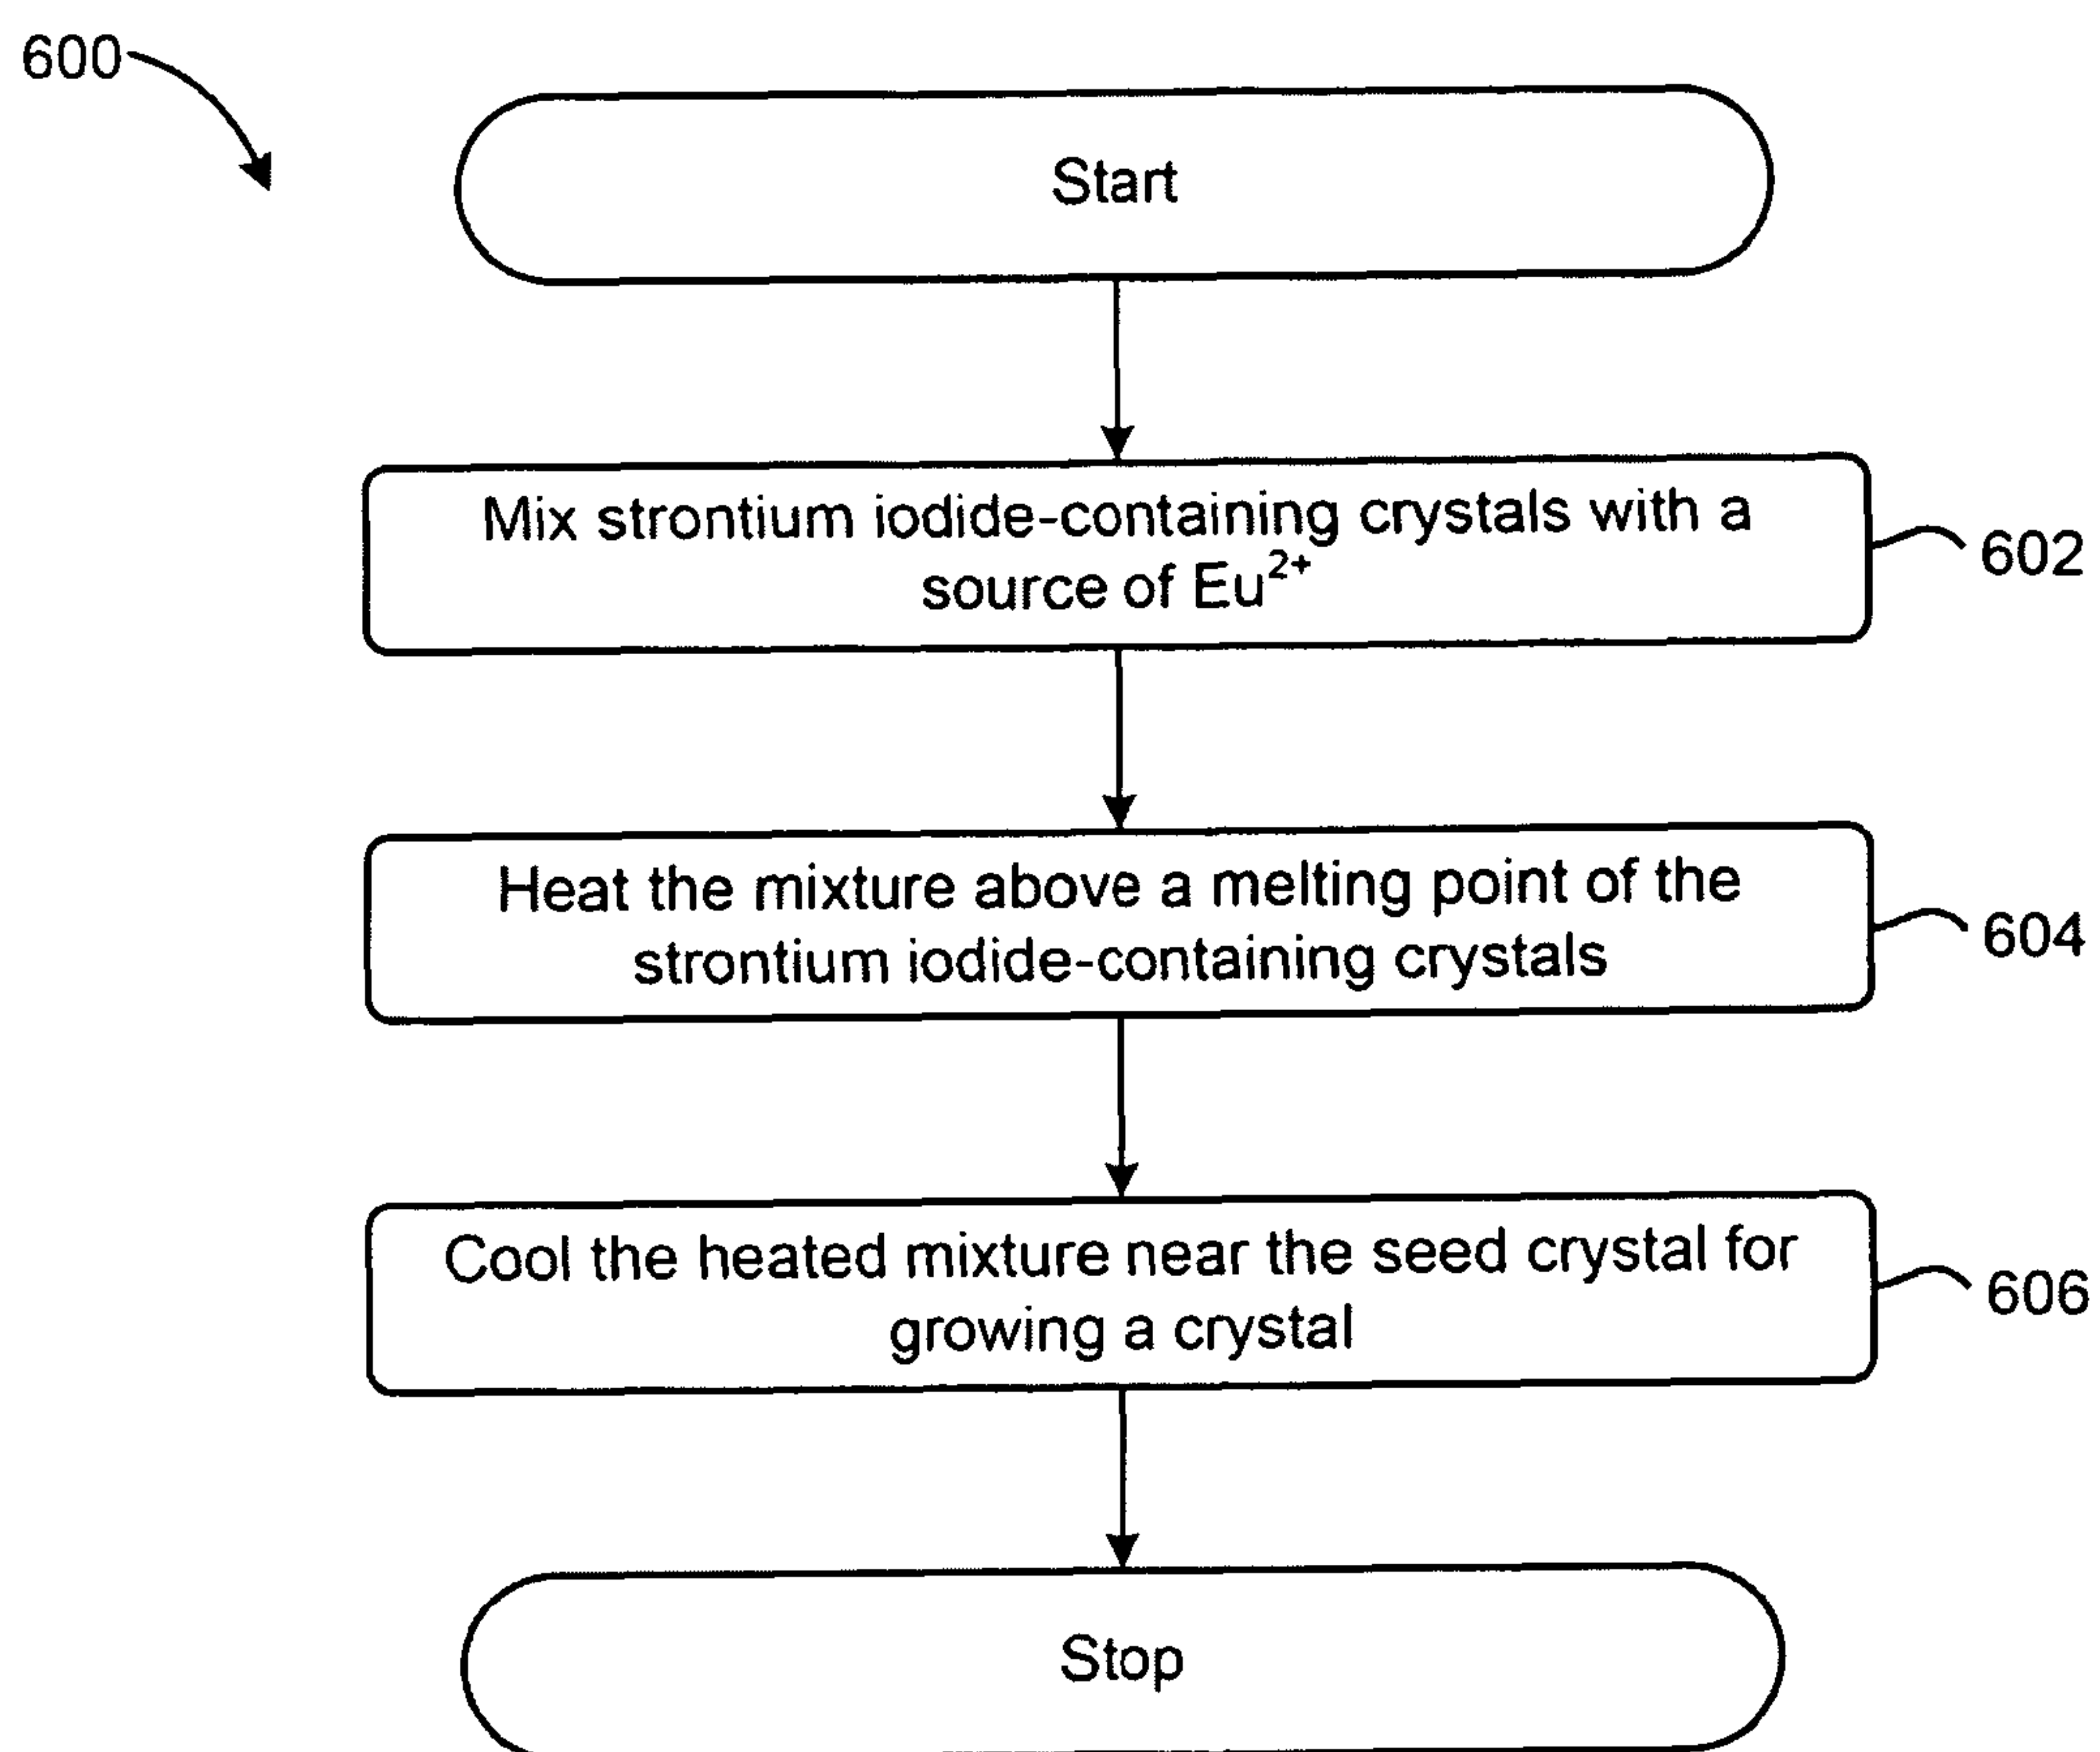 600
Start
Mix strontium iodide-containing crystals with a
source of Eu²⁺
602
Heat the mixture above a melting point of the
strontium iodide-containing crystals
604
Cool the heated mixture near the seed crystal for
growing a crystal
606
Stop